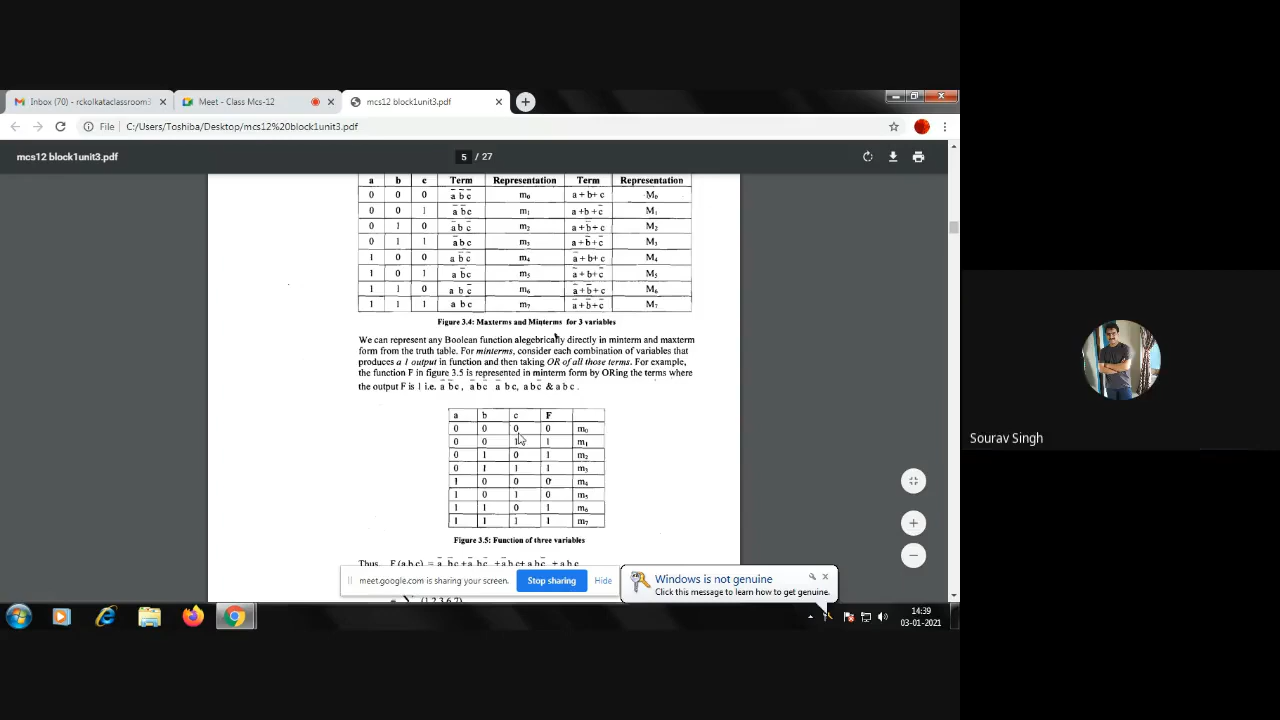 Inbox (70) - rckolkataclassroom
Meet - Class Mcs-12
mcs12 block1unit3.pdf
File C:/Users/Toshiba/Desktop/mcs12%20block1unit3.pdf
mcs12 block1unit3.pdf 5 / 27
a b c Term Representation Term Representation
0 0 0 a̅ b̅ c̅ m₀ a + b+ c M₀
0 0 1 a̅ b̅ c m₁ a +b + c̅ M₁
0 1 0 a̅ b c̅ m₂ a + b̅ + c M₂
0 1 1 a̅ b c m₃ a + b̅ + c̅ M₃
1 0 0 a b̅ c̅ m₄ a̅ + b + c M₄
1 0 1 a b̅ c m₅ a̅ + b + c̅ M₅
1 1 0 a b c̅ m₆ a̅ + b̅ + c M₆
1 1 1 a b c m₇ a̅ + b̅ + c̅ M₇
Figure 3.4: Maxterms and Minterms for 3 variables
We can represent any Boolean function alegebrically directly in minterm and maxterm
form from the truth table. For minterms, consider each combination of variables that
produces a 1 output in function and then taking OR of all those terms. For example,
the function F in figure 3.5 is represented in minterm form by ORing the terms where
the output F is 1 i.e. a b c, a b c a b c, a b c & a b c .
a b c F
0 0 0 0 m₀
0 0 1 1 m₁
0 1 0 1 m₂
0 1 1 1 m₃
1 0 0 0 m₄
1 0 1 0 m₅
1 1 0 1 m₆
1 1 1 1 m₇
Figure 3.5: Function of three variables
Thus, F (a b c) =
(1,2,3,6,7)
meet.google.com is sharing your screen. Stop sharing Hide
Windows is not genuine
Click this message to learn how to get genuine.
14:39
03-01-2021
Sourav Singh